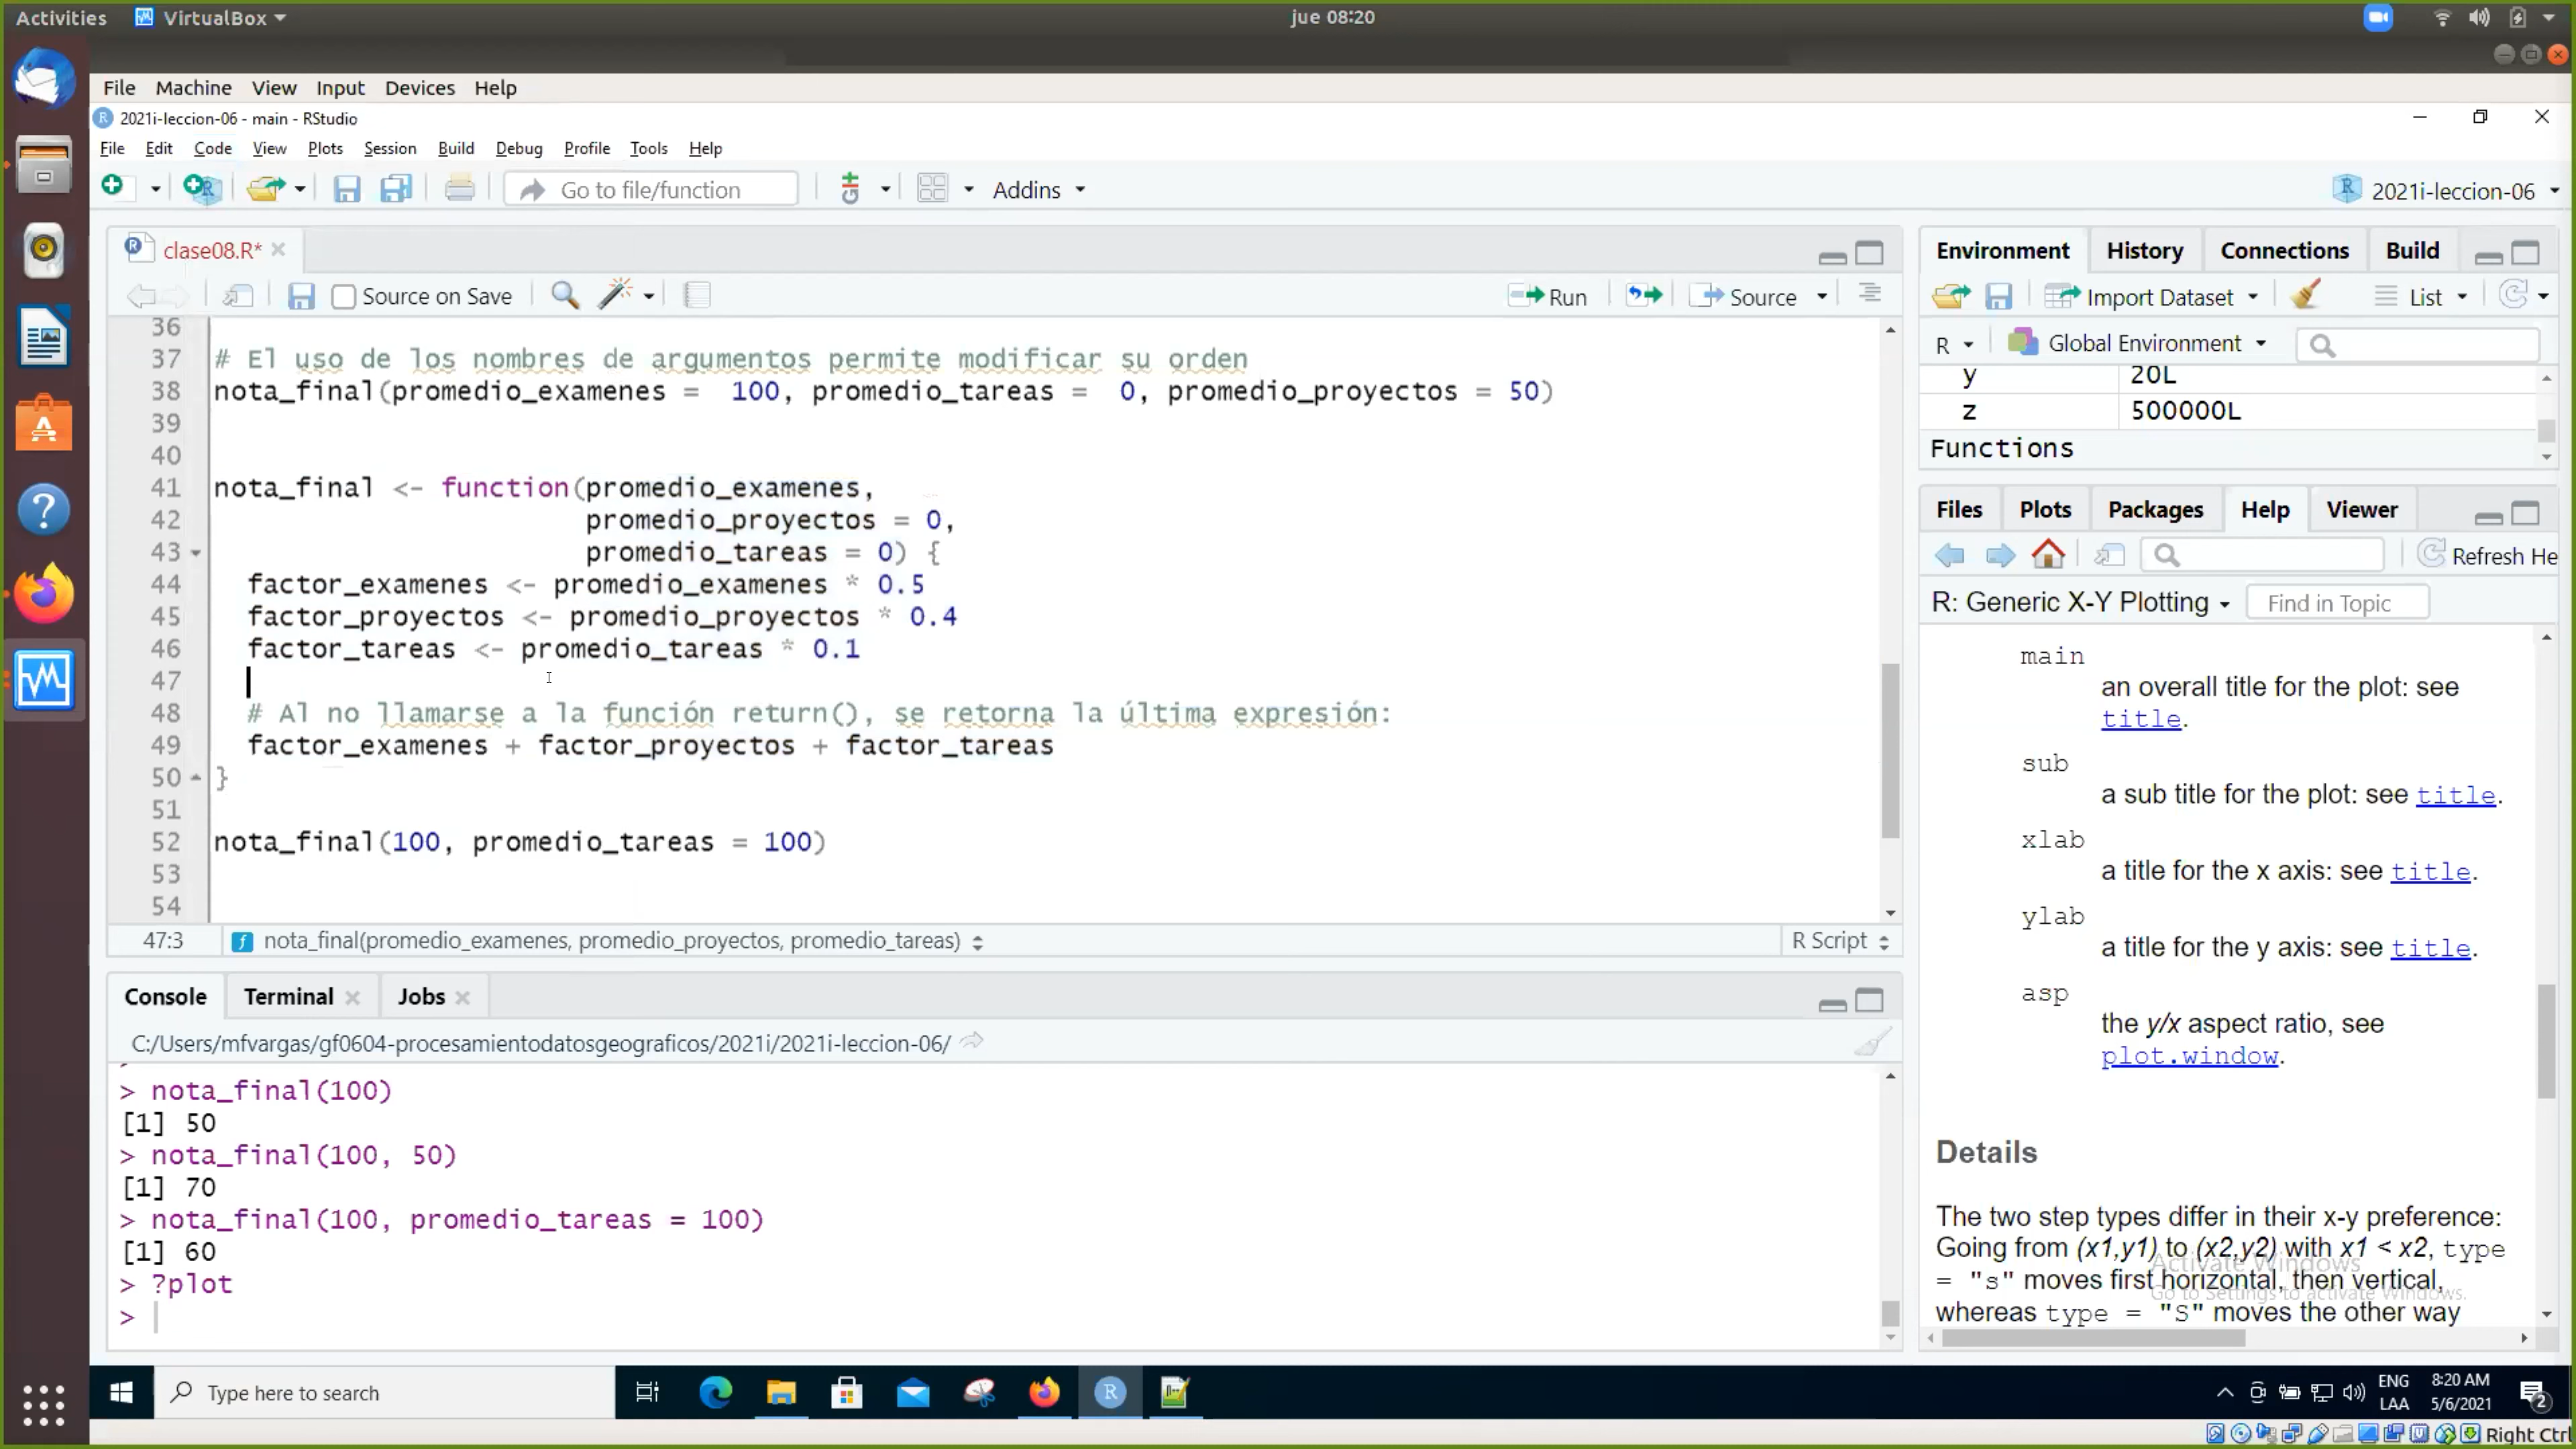 Activities VirtualBox jue 08:20
File Machine View Input Devices Help
2021i-leccion-06 - main - RStudio
File Edit Code View Plots Session Build Debug Profile Tools Help
Go to file/function Addins 2021i-leccion-06
clase08.R*
Source on Save Run Source
36
37 # El uso de los nombres de argumentos permite modificar su orden
38 nota_final(promedio_examenes =  100, promedio_tareas =  0, promedio_proyectos = 50)
39
40
41 nota_final <- function(promedio_examenes,
42 promedio_proyectos = 0,
43 promedio_tareas = 0) {
44 factor_examenes <- promedio_examenes * 0.5
45 factor_proyectos <- promedio_proyectos * 0.4
46 factor_tareas <- promedio_tareas * 0.1
47
48 # Al no llamarse a la función return(), se retorna la última expresión:
49 factor_examenes + factor_proyectos + factor_tareas
50 }
51
52 nota_final(100, promedio_tareas = 100)
53
54
47:3 nota_final(promedio_examenes, promedio_proyectos, promedio_tareas) R Script
Console Terminal Jobs
C:/Users/mfvargas/gf0604-procesamientodatosgeograficos/2021i/2021i-leccion-06/
> nota_final(100)
[1] 50
> nota_final(100, 50)
[1] 70
> nota_final(100, promedio_tareas = 100)
[1] 60
> ?plot
>
Environment History Connections Build
Import Dataset List
R Global Environment
y 20L
z 500000L
Functions
Files Plots Packages Help Viewer
Refresh He
R: Generic X-Y Plotting Find in Topic
main
an overall title for the plot: see
title.
sub
a sub title for the plot: see title.
xlab
a title for the x axis: see title.
ylab
a title for the y axis: see title.
asp
the y/x aspect ratio, see
plot.window.
Details
The two step types differ in their x-y preference:
Going from (x1,y1) to (x2,y2) with x1 < x2, type
= "s" moves first horizontal, then vertical,
whereas type = "S" moves the other way
Activate Windows
Go to Settings to activate Windows.
Type here to search
ENG
LAA
8:20 AM
5/6/2021
2
Right Ctrl